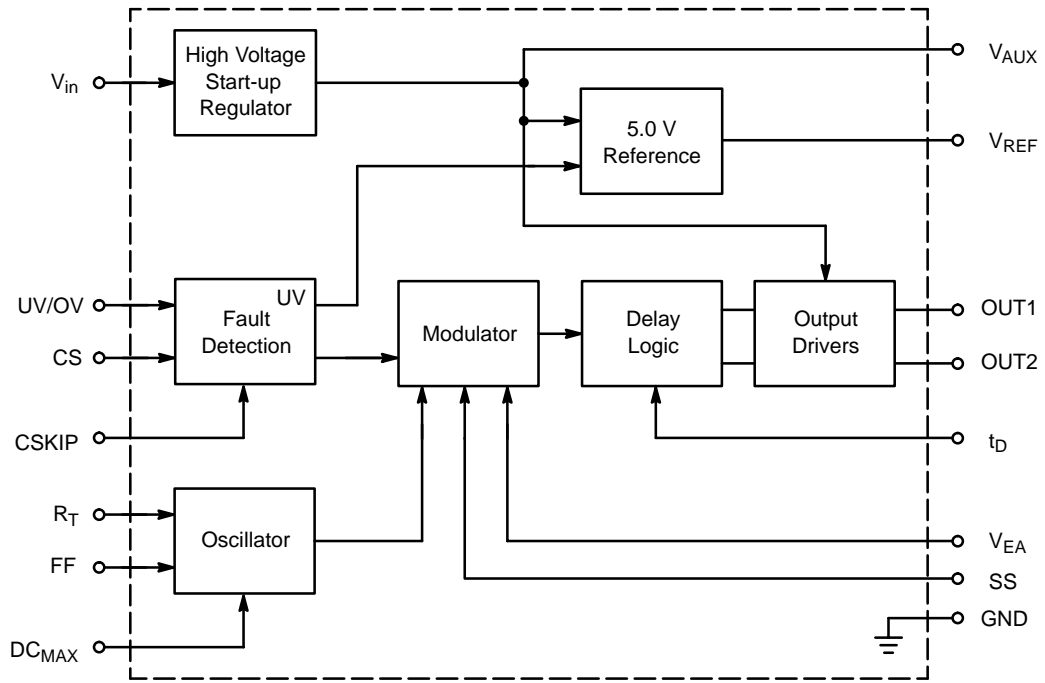 High Voltage
Start-up
Regulator
V_in
V_AUX
5.0 V
Reference
V_REF
UV/OV
CS
UV
Fault
Detection
Modulator
Delay
Logic
Output
Drivers
OUT1
OUT2
CSKIP
t_D
R_T
FF
Oscillator
V_EA
SS
GND
DC_MAX